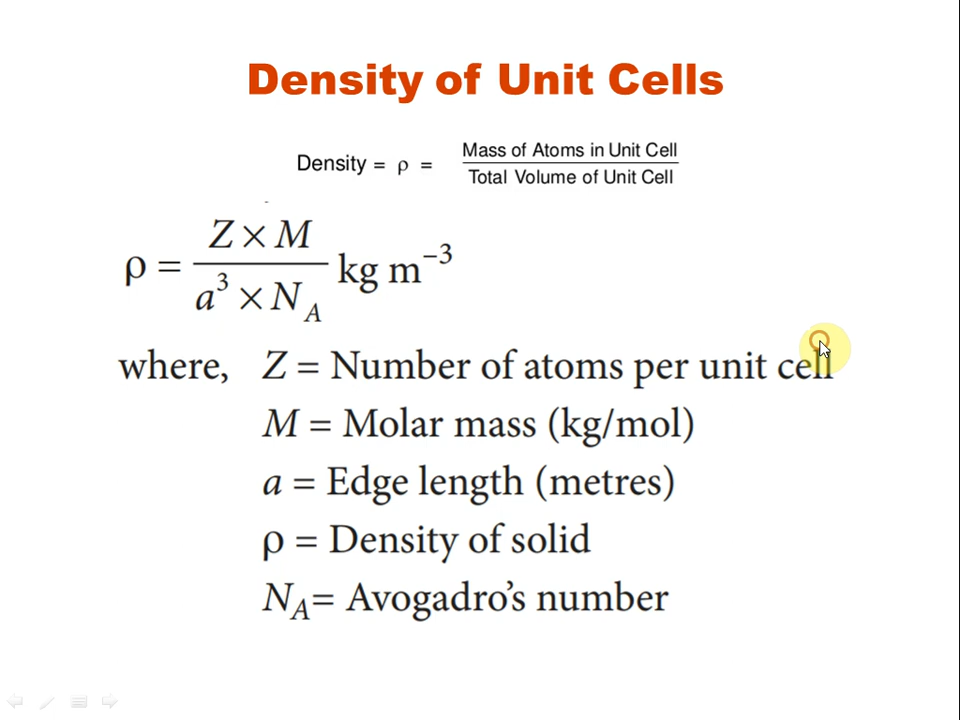 Density of Unit Cells
Density = ρ = Mass of Atoms in Unit Cell / Total Volume of Unit Cell
ρ = Z × M / a³ × N_A kg m⁻³
where, Z = Number of atoms per unit cell
M = Molar mass (kg/mol)
a = Edge length (metres)
ρ = Density of solid
N_A = Avogadro’s number